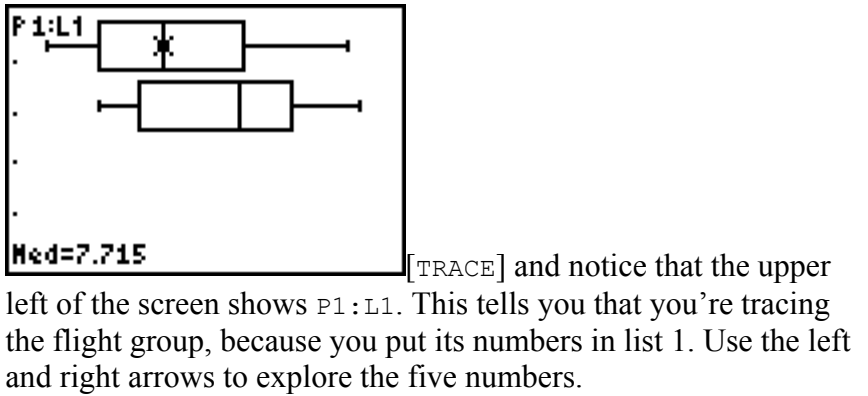 P1:L1
Med=7.715
[TRACE] and notice that the upper
left of the screen shows P1:L1. This tells you that you’re tracing
the flight group, because you put its numbers in list 1. Use the left
and right arrows to explore the five numbers.